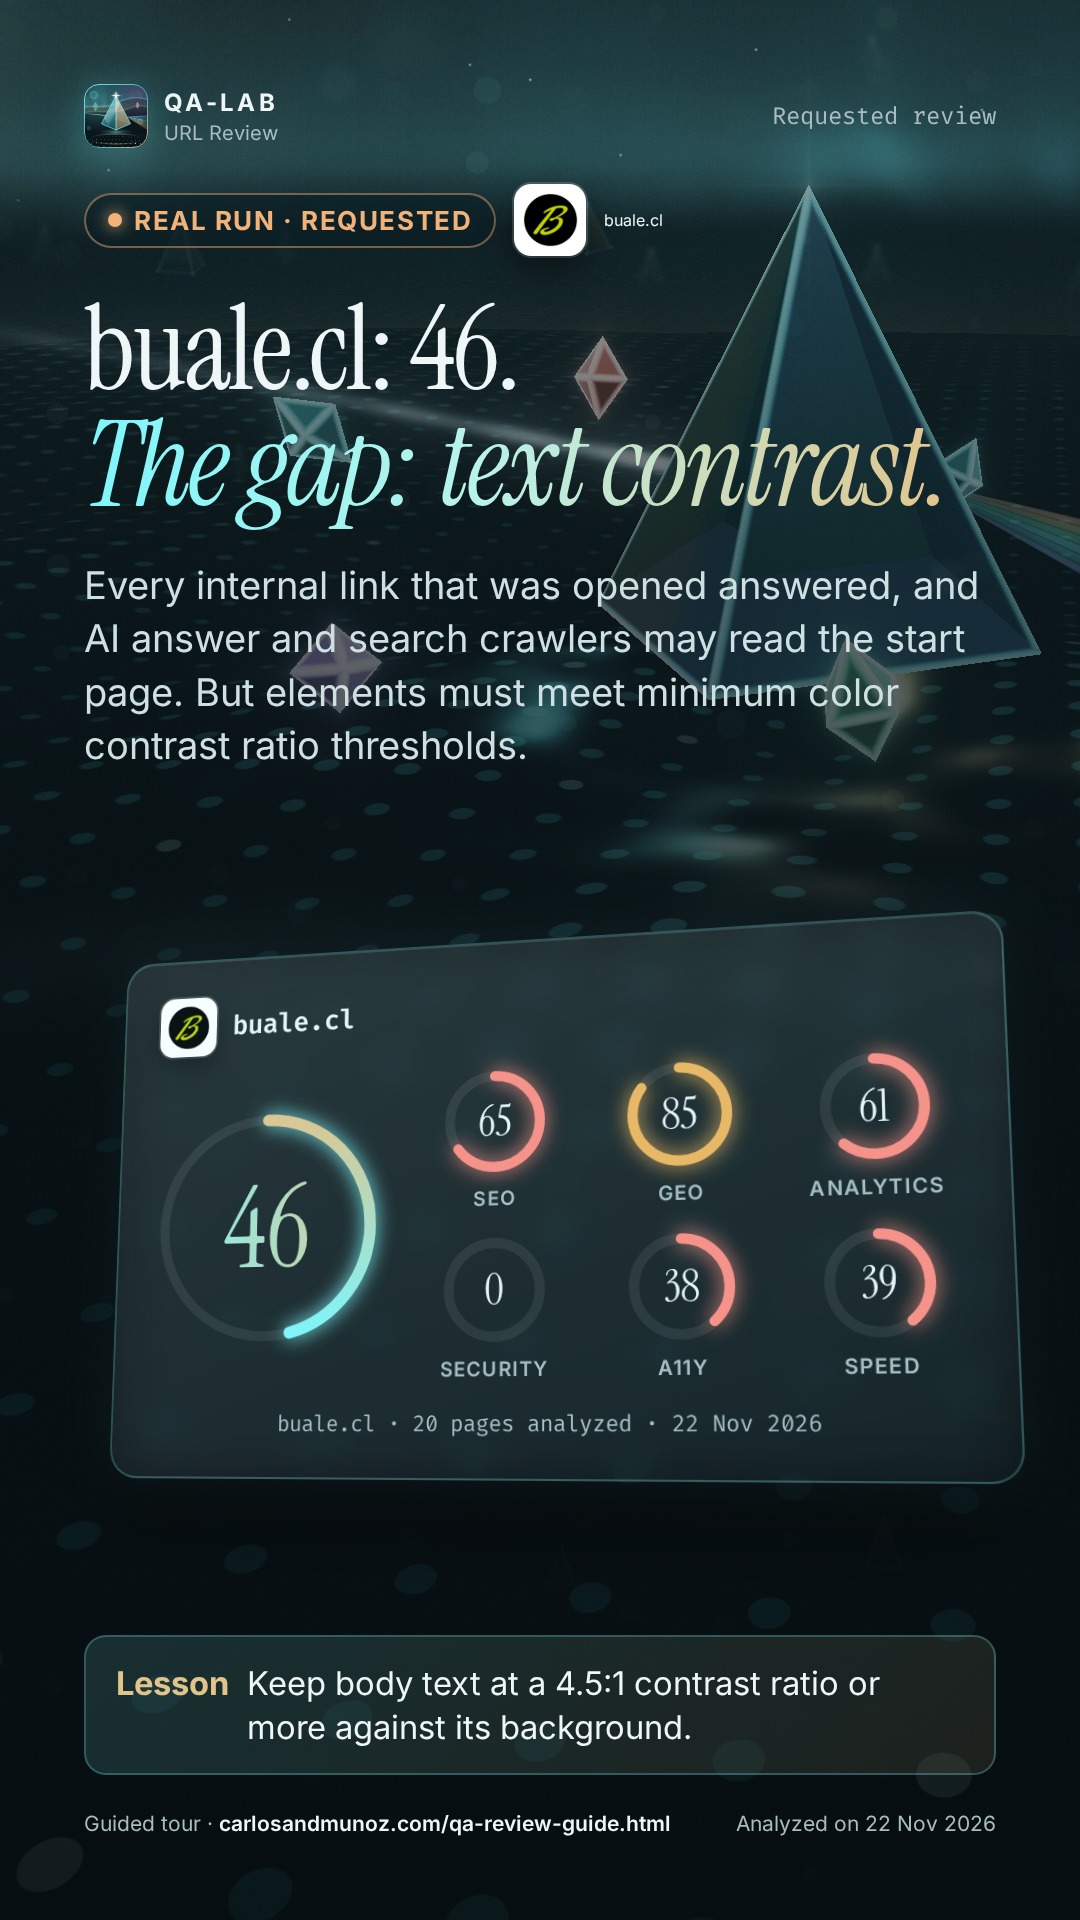 QA-LAB
URL Review
Requested review
REAL RUN · REQUESTED
B
buale.cl
buale.cl: 46.
The gap: text contrast.
Every internal link that was opened answered, and
AI answer and search crawlers may read the start
page. But elements must meet minimum color
contrast ratio thresholds.
B
buale.cl
46
65
SEO
85
GEO
61
ANALYTICS
0
SECURITY
38
A11Y
39
SPEED
buale.cl · 20 pages analyzed · 22 Nov 2026
Lesson Keep body text at a 4.5:1 contrast ratio or
more against its background.
Guided tour · carlosandmunoz.com/qa-review-guide.html
Analyzed on 22 Nov 2026